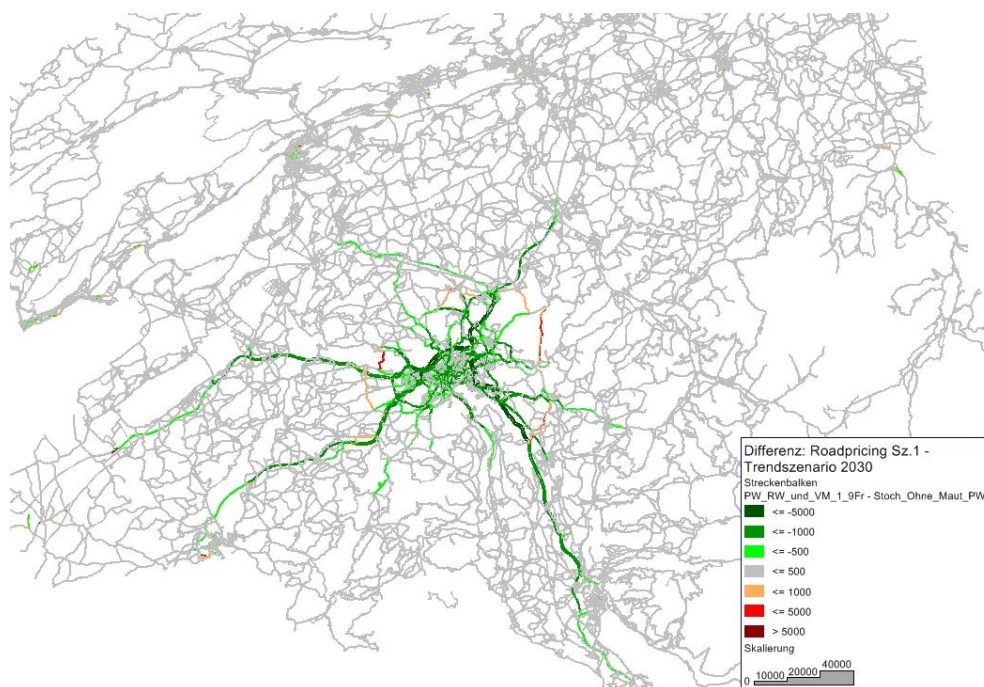 Differenz: Roadpricing Sz.1 -
Trendszenario 2030
Streckenbalken
PW_RW_und_VM_1_9Fr - Stoch_Ohne_Maut_PW
<= -5000
<= -1000
<= -500
<= 500
<= 1000
<= 5000
> 5000
Skalierung
0 10000 20000 40000